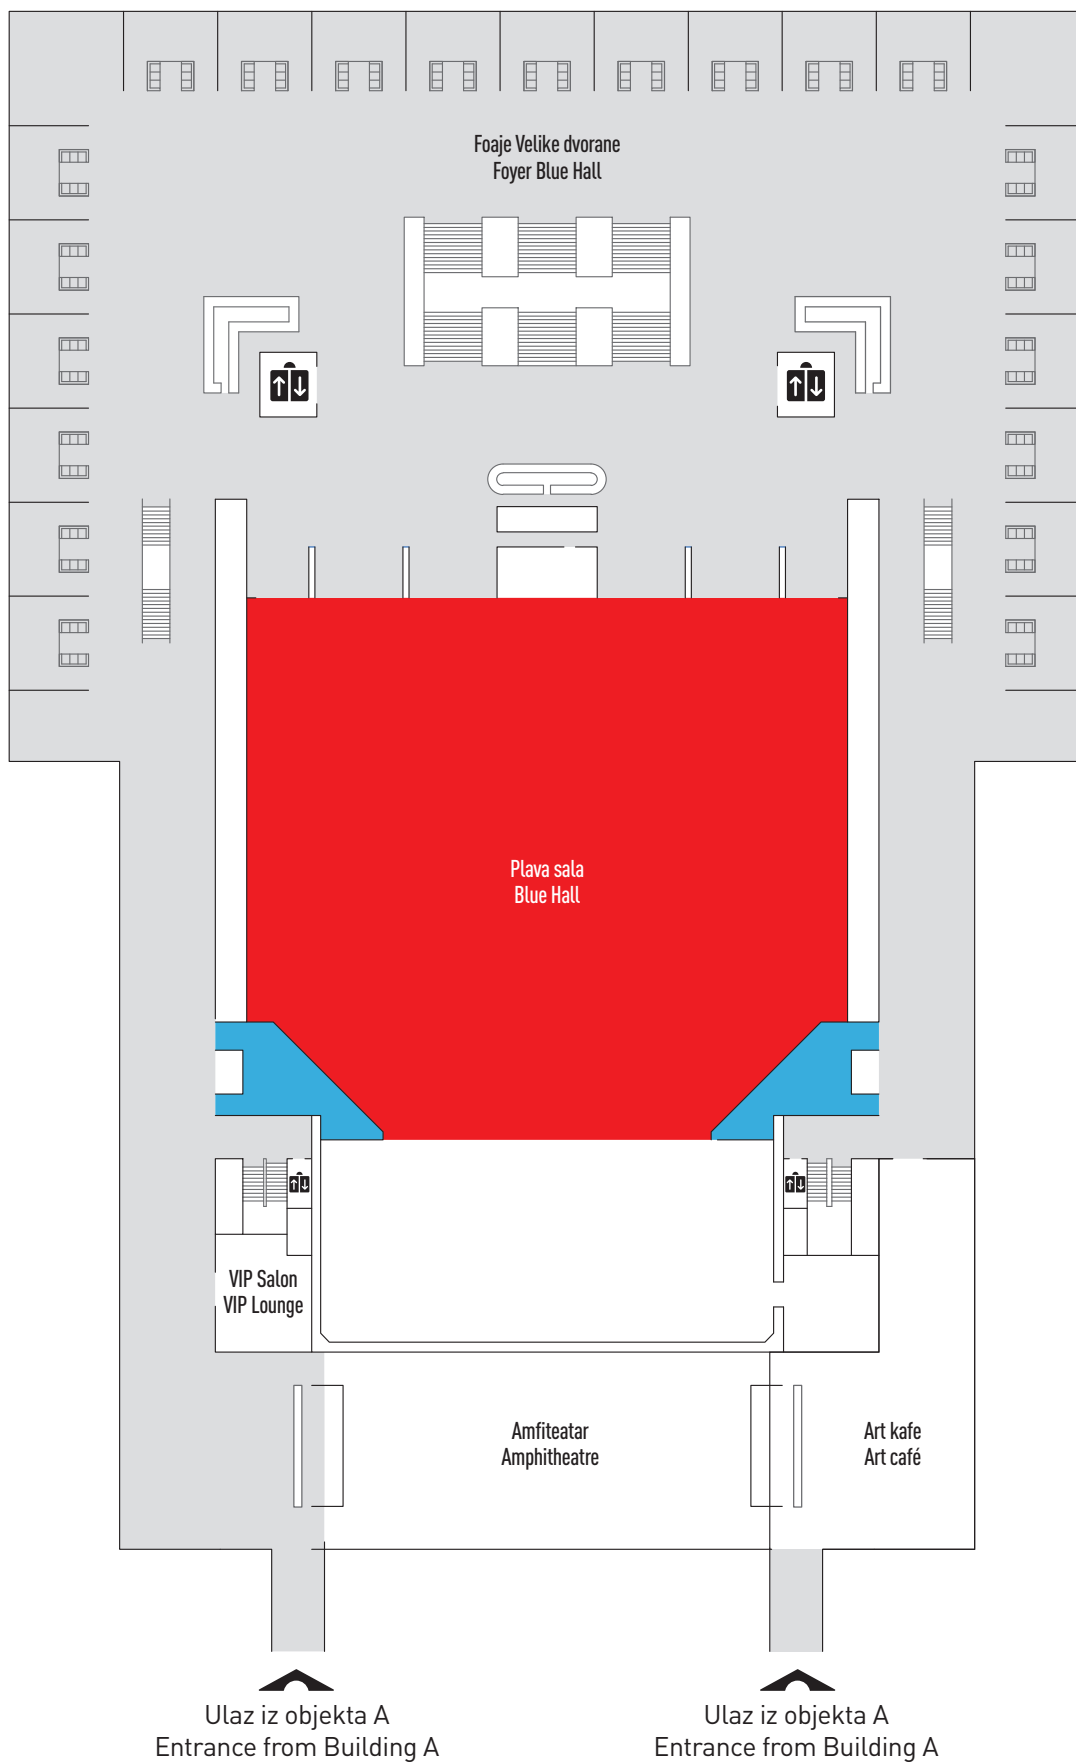 Foaje Velike dvorane
Foyer Blue Hall
Plava sala
Blue Hall
VIP Salon
VIP Lounge
Amfiteatar
Amphitheatre
Art kafe
Art café
Ulaz iz objekta A
Entrance from Building A
Ulaz iz objekta A
Entrance from Building A